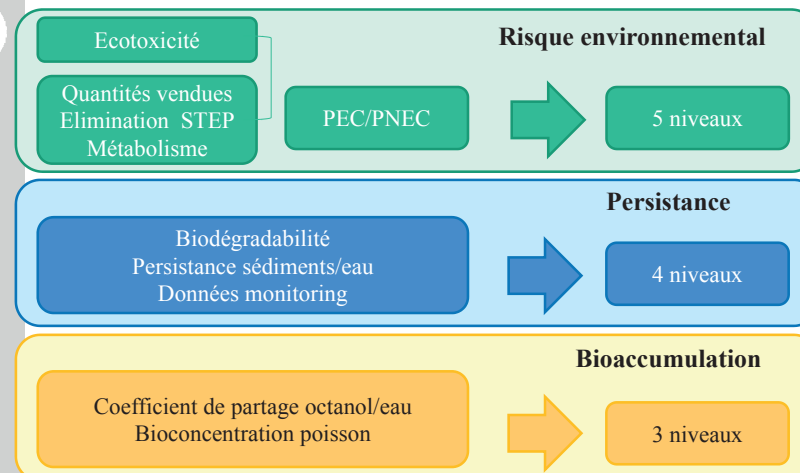 Risque environnemental
Ecotoxicité
Quantités vendues
Elimination STEP
Métabolisme
PEC/PNEC
5 niveaux
Persistance
Biodégradabilité
Persistance sédiments/eau
Données monitoring
4 niveaux
Bioaccumulation
Coefficient de partage octanol/eau
Bioconcentration poisson
3 niveaux